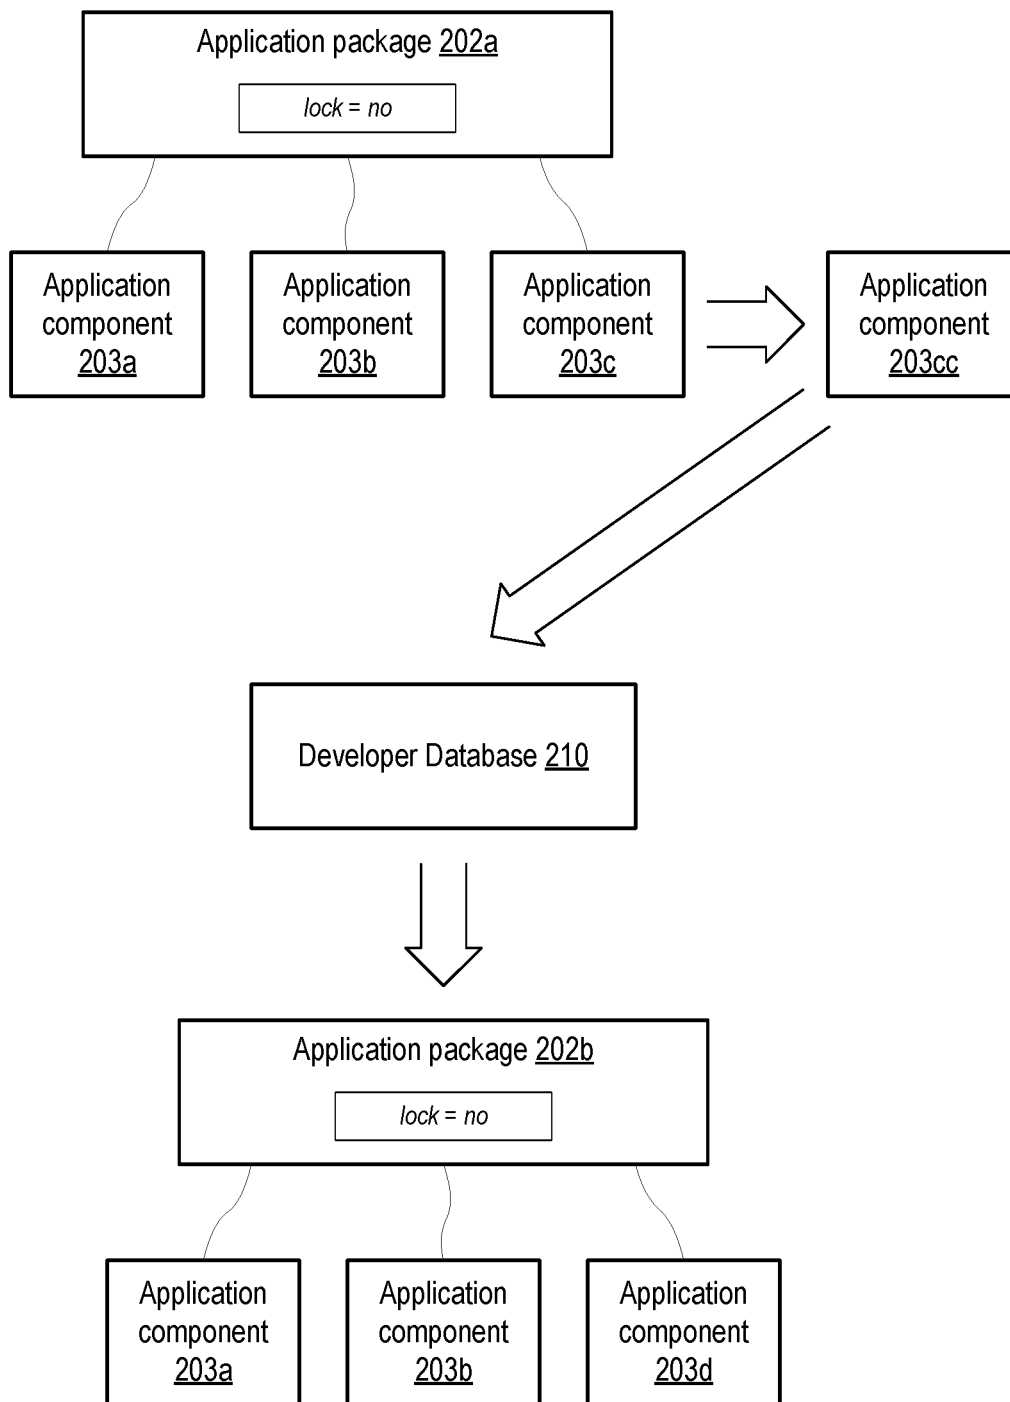 Application package 202a
lock = no
Application
component
203a
Application
component
203b
Application
component
203c
Application
component
203cc
Developer Database 210
Application package 202b
lock = no
Application
component
203a
Application
component
203b
Application
component
203d